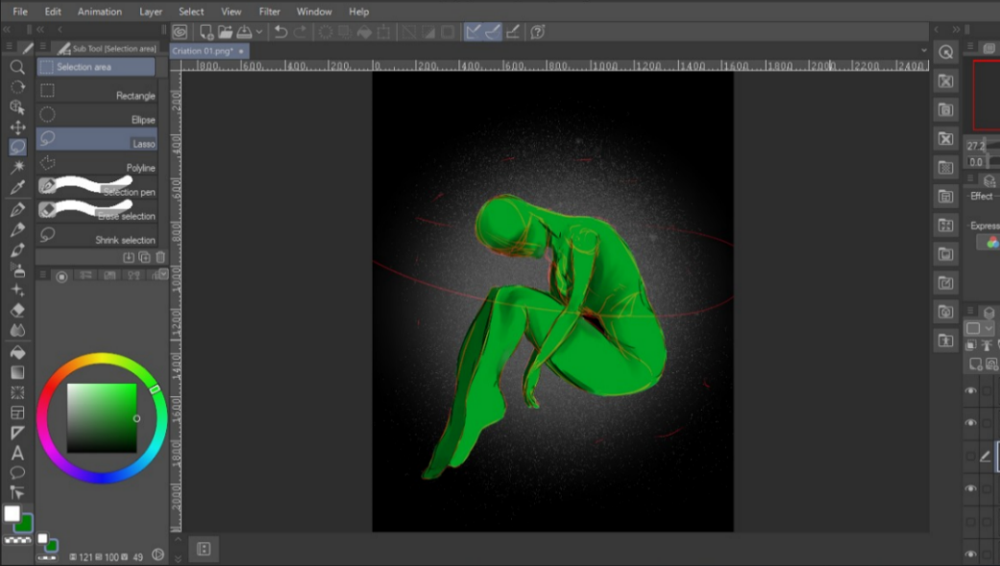 File Edit Animation Layer Select View Filter Window Help
Sub Tool [Selection area]
Criation 01.png*
Selection area
Rectangle
Ellipse
Lasso
Polyline
Selection pen
Erase selection
Shrink selection
800 600 400 200 0 200 400 600 800 1000 1200 1400 1600 1800 2000 2200 2400
200
400
600
800
1000
1200
1400
1600
1800
2000
27.2
0.0
Effect
Expres
A
121 100 49